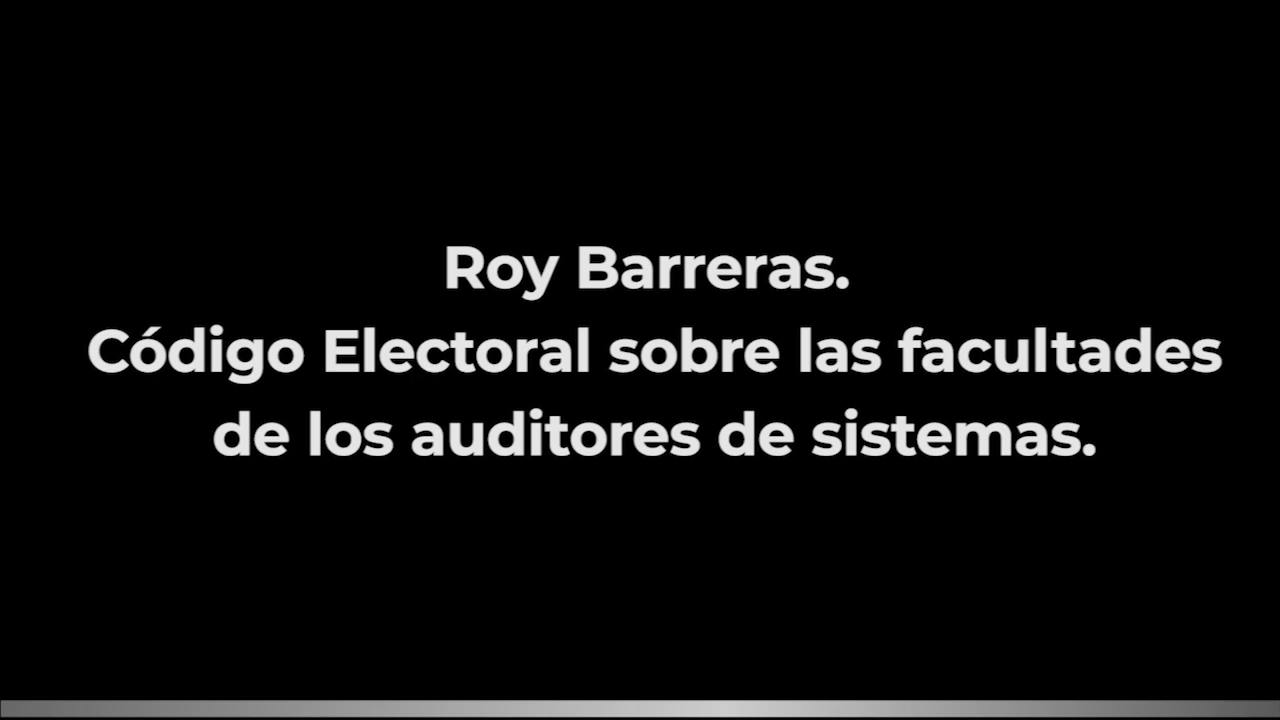 Roy Barreras.
Código Electoral sobre las facultades
de los auditores de sistemas.